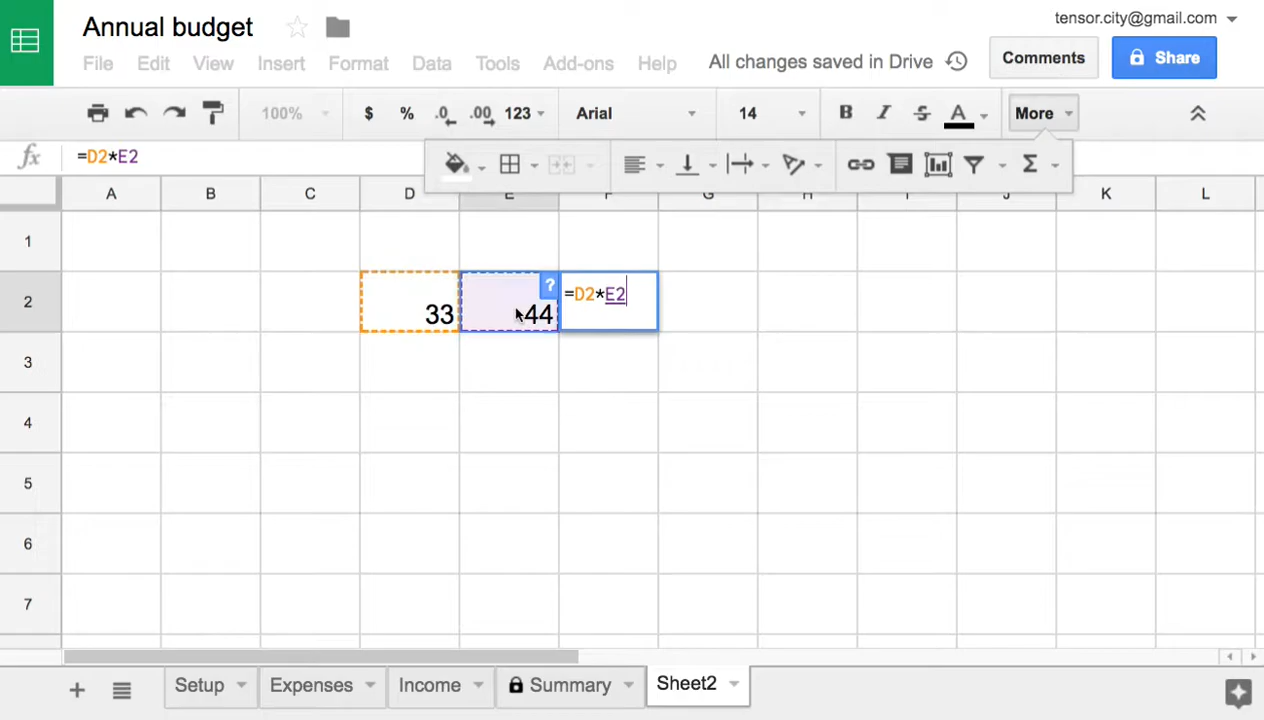 Annual budget
tensor.city@gmail.com
File Edit View Insert Format Data Tools Add-ons Help All changes saved in Drive Comments Share
100% $ % .0 .00 123 Arial 14 B I S A More
fx =D2*E2
A B C D E F G H I J K L
1
2 33 44 ? =D2*E2
3
4
5
6
7
+ Setup Expenses Income Summary Sheet2